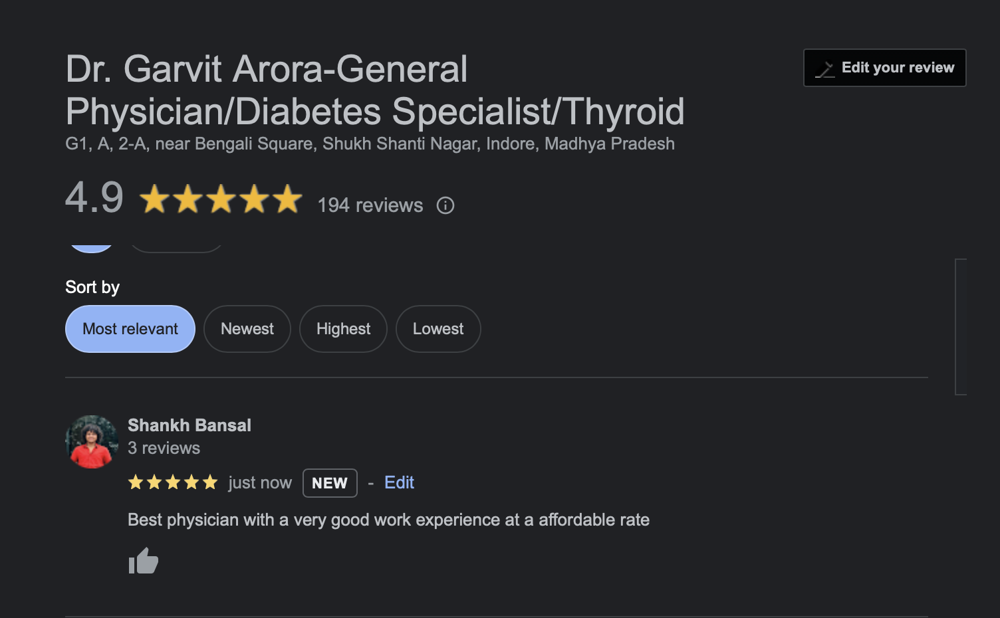 Dr. Garvit Arora-General
Physician/Diabetes Specialist/Thyroid
G1, A, 2-A, near Bengali Square, Shukh Shanti Nagar, Indore, Madhya Pradesh
Edit your review
4.9 194 reviews
Sort by
Most relevant Newest Highest Lowest
Shankh Bansal
3 reviews
just now NEW - Edit
Best physician with a very good work experience at a affordable rate